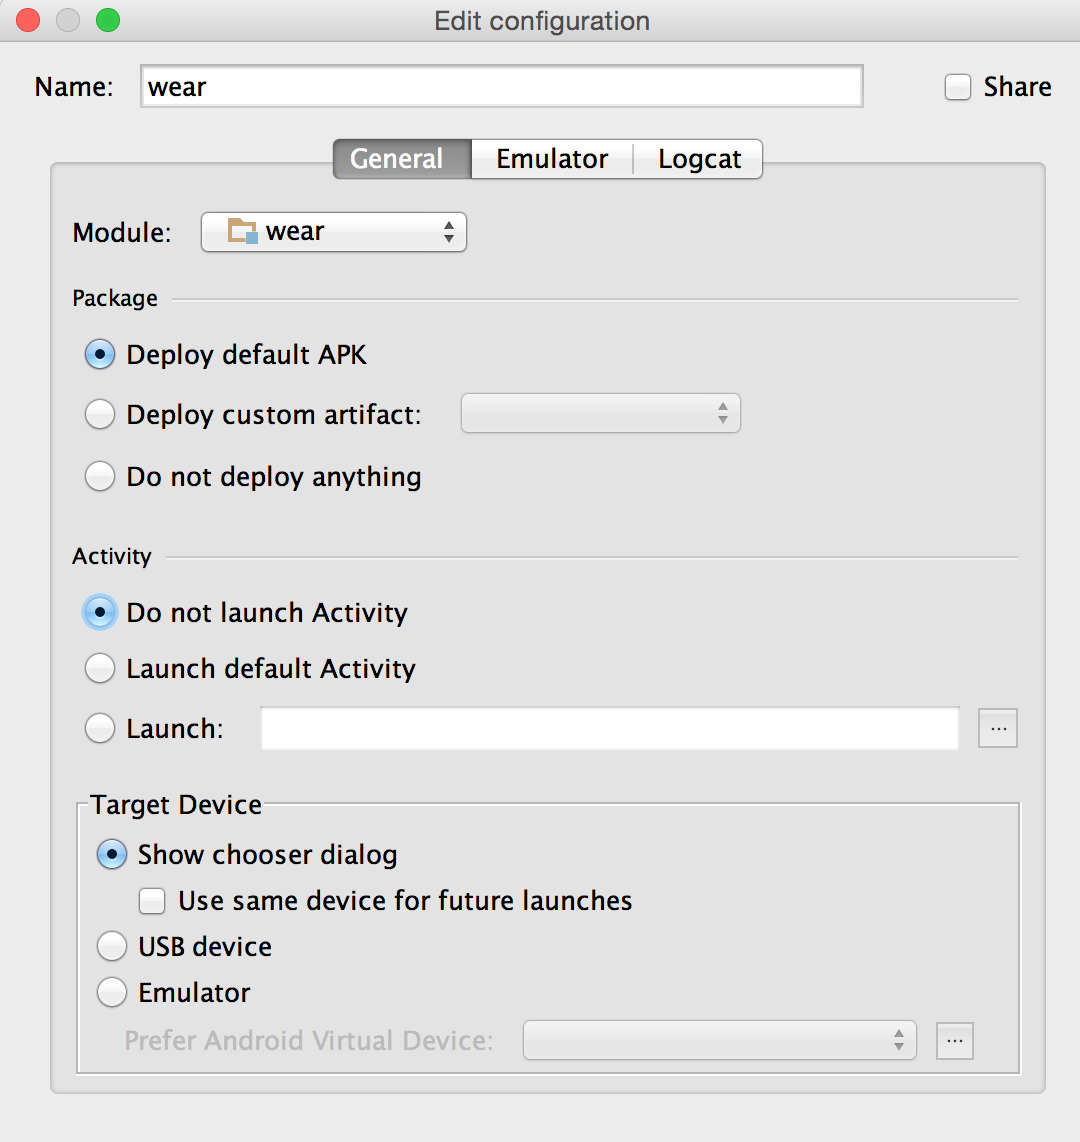 Edit configuration
Name: wear Share
General Emulator Logcat
Module: wear
Package
Deploy default APK
Deploy custom artifact:
Do not deploy anything
Activity
Do not launch Activity
Launch default Activity
Launch: ...
Target Device
Show chooser dialog
Use same device for future launches
USB device
Emulator
Prefer Android Virtual Device: ...